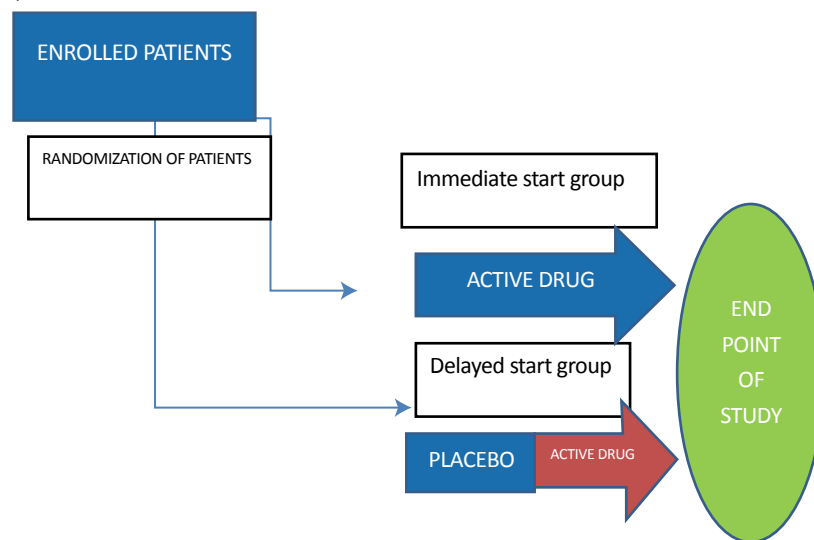 ENROLLED PATIENTS
RANDOMIZATION OF PATIENTS
Immediate start group
ACTIVE DRUG
Delayed start group
PLACEBO
ACTIVE DRUG
END
POINT
OF
STUDY